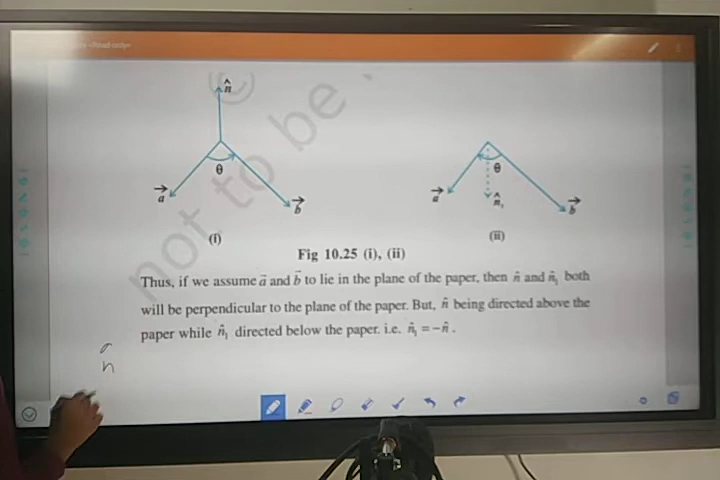 <Read-only>
not to be
n̂
θ
a⃗
b⃗
(i)
θ
a⃗
n̂₁
b⃗
(ii)
Fig 10.25 (i), (ii)
Thus, if we assume a⃗ and b⃗ to lie in the plane of the paper, then n̂ and n̂₁ both
will be perpendicular to the plane of the paper. But, n̂ being directed above the
paper while n̂₁ directed below the paper. i.e. n̂₁ = −n̂ .
n